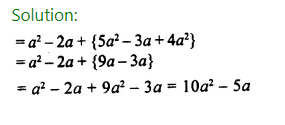 Solution:
= a² – 2a + {5a² – 3a + 4a²}
= a² – 2a + {9a – 3a}
= a² – 2a + 9a² – 3a = 10a² – 5a